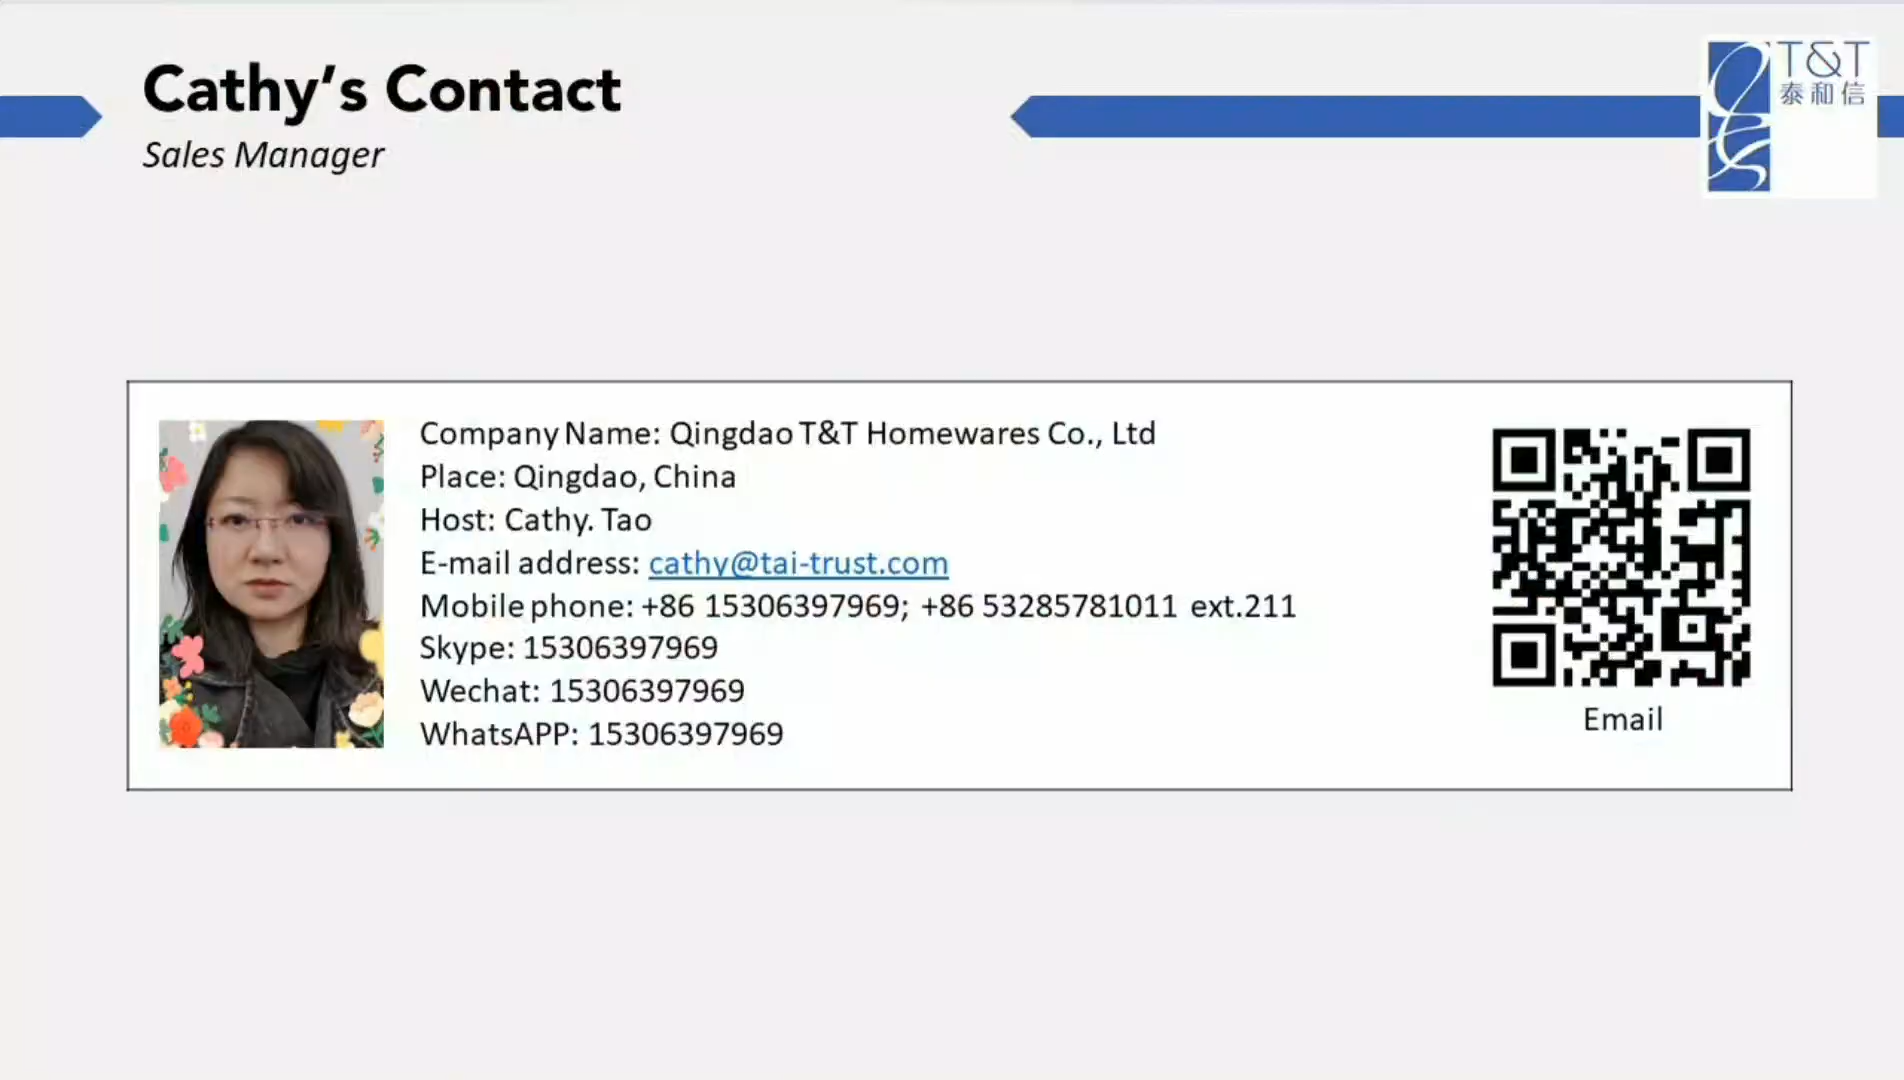 Cathy’s Contact
Sales Manager
T&T
泰和信
Company Name: Qingdao T&T Homewares Co., Ltd
Place: Qingdao, China
Host: Cathy. Tao
E-mail address: cathy@tai-trust.com
Mobile phone: +86 15306397969; +86 53285781011 ext.211
Skype: 15306397969
Wechat: 15306397969
WhatsAPP: 15306397969
Email